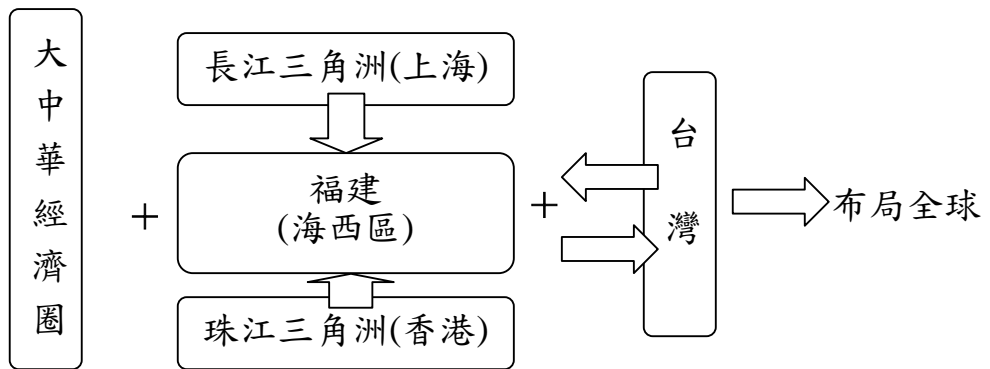 大中華經濟圈
+
長江三角洲(上海)
福建
(海西區)
珠江三角洲(香港)
+
台灣
布局全球